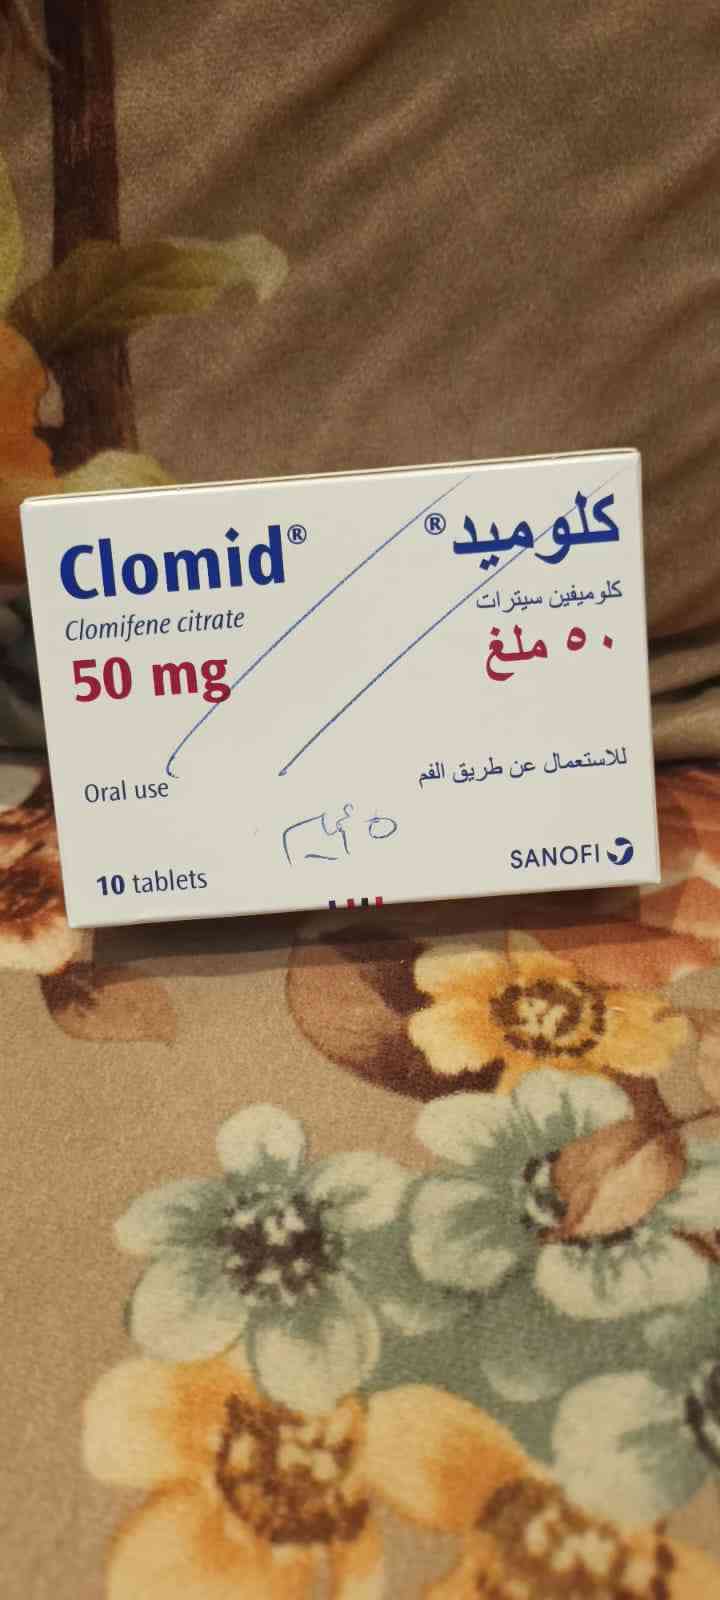 Clomid®
Clomifene citrate
50 mg
Oral use
10 tablets
كلوميد®
كلوميفين سيترات
٥٠ ملغ
للاستعمال عن طريق الفم
SANOFI